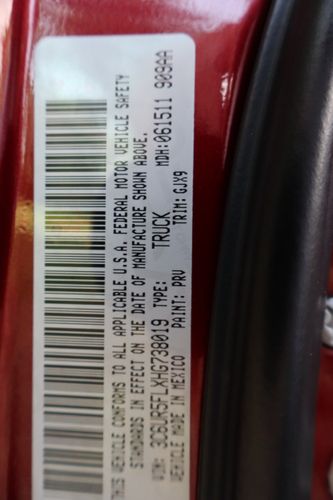 THIS VEHICLE CONFORMS TO ALL APPLICABLE U.S.A. FEDERAL MOTOR VEHICLE SAFETY
STANDARDS IN EFFECT ON THE DATE OF MANUFACTURE SHOWN ABOVE.
VIN: 3C6UR5FLXHG738019 TYPE: TRUCK MDH: 061511 909AA
PAINT: PRV TRIM: GJX9
VEHICLE MADE IN MEXICO